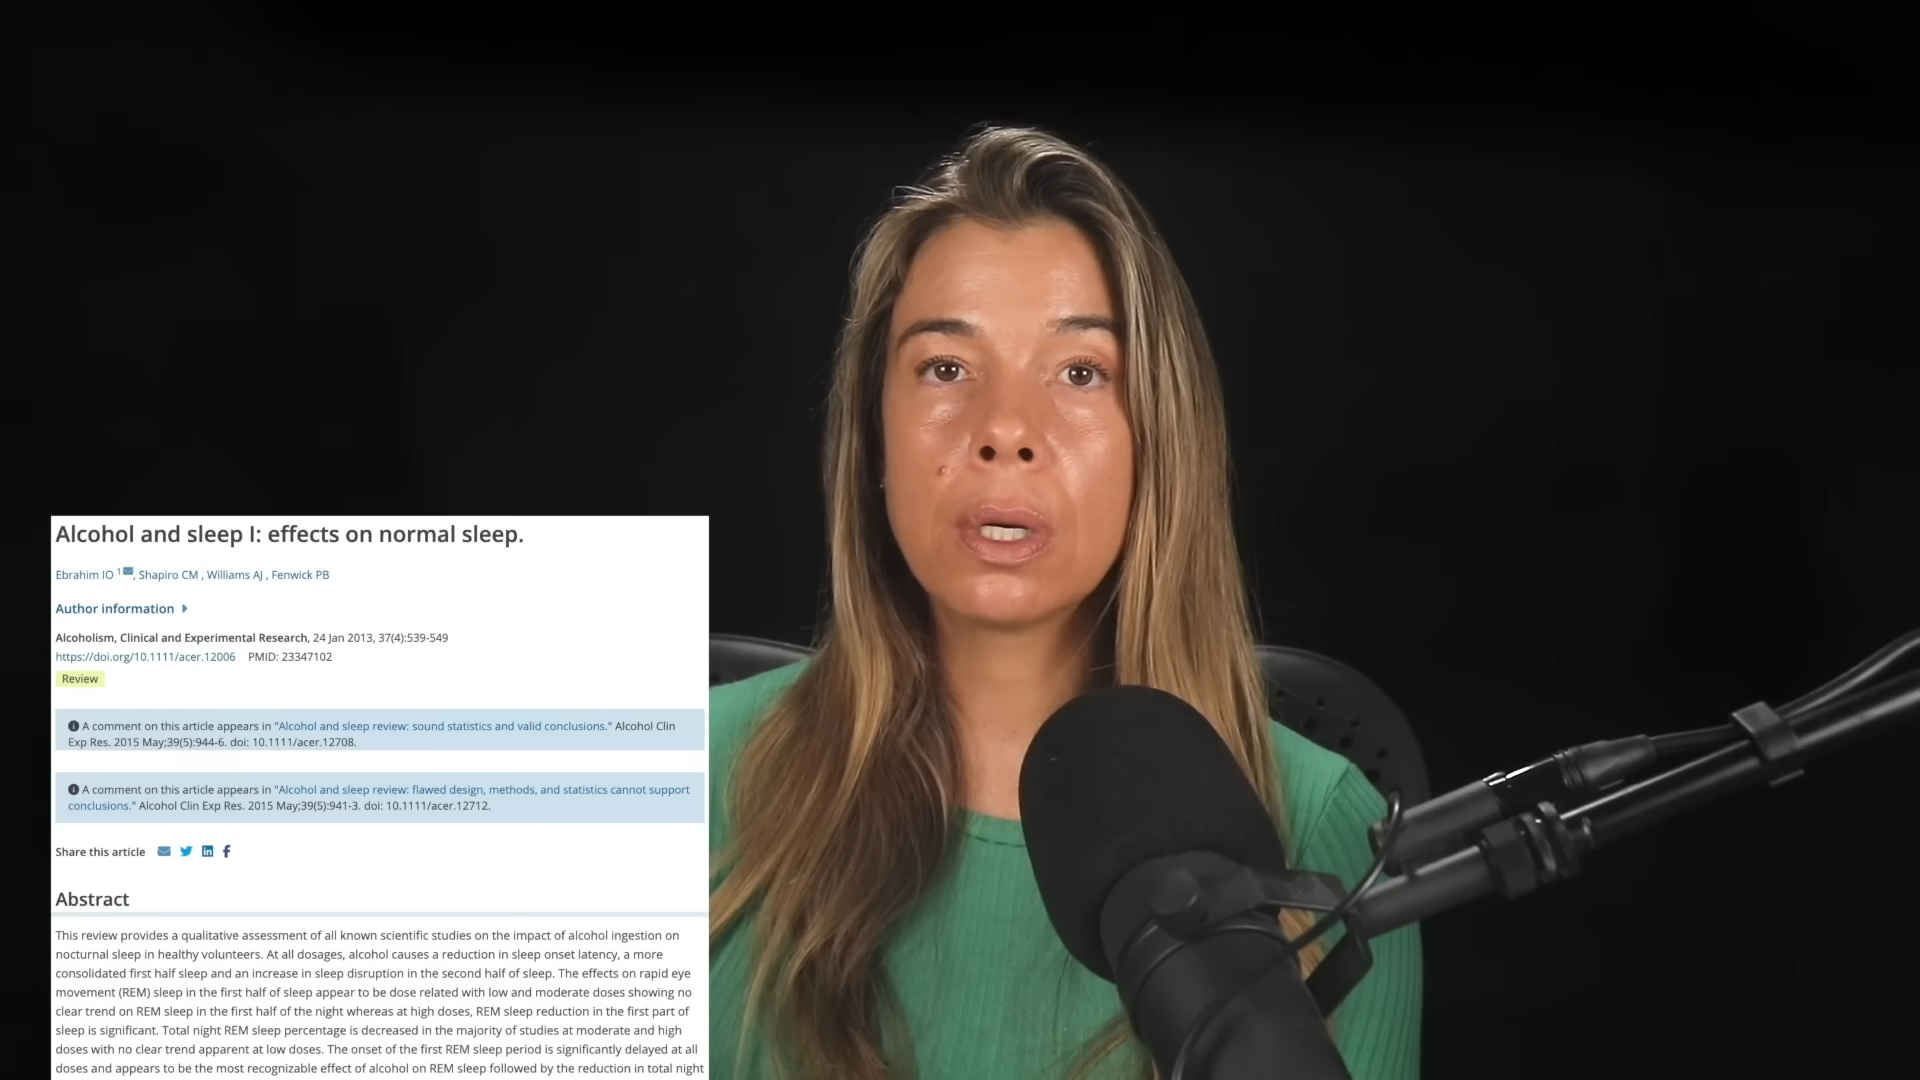 Alcohol and sleep I: effects on normal sleep.
Ebrahim IO 1, Shapiro CM , Williams AJ , Fenwick PB
Author information
Alcoholism, Clinical and Experimental Research, 24 Jan 2013, 37(4):539-549
https://doi.org/10.1111/acer.12006 PMID: 23347102
Review
A comment on this article appears in "Alcohol and sleep review: sound statistics and valid conclusions." Alcohol Clin
Exp Res. 2015 May;39(5):944-6. doi: 10.1111/acer.12708.
A comment on this article appears in "Alcohol and sleep review: flawed design, methods, and statistics cannot support
conclusions." Alcohol Clin Exp Res. 2015 May;39(5):941-3. doi: 10.1111/acer.12712.
Share this article
Abstract
This review provides a qualitative assessment of all known scientific studies on the impact of alcohol ingestion on
nocturnal sleep in healthy volunteers. At all dosages, alcohol causes a reduction in sleep onset latency, a more
consolidated first half sleep and an increase in sleep disruption in the second half of sleep. The effects on rapid eye
movement (REM) sleep in the first half of sleep appear to be dose related with low and moderate doses showing no
clear trend on REM sleep in the first half of the night whereas at high doses, REM sleep reduction in the first part of
sleep is significant. Total night REM sleep percentage is decreased in the majority of studies at moderate and high
doses with no clear trend apparent at low doses. The onset of the first REM sleep period is significantly delayed at all
doses and appears to be the most recognizable effect of alcohol on REM sleep followed by the reduction in total night